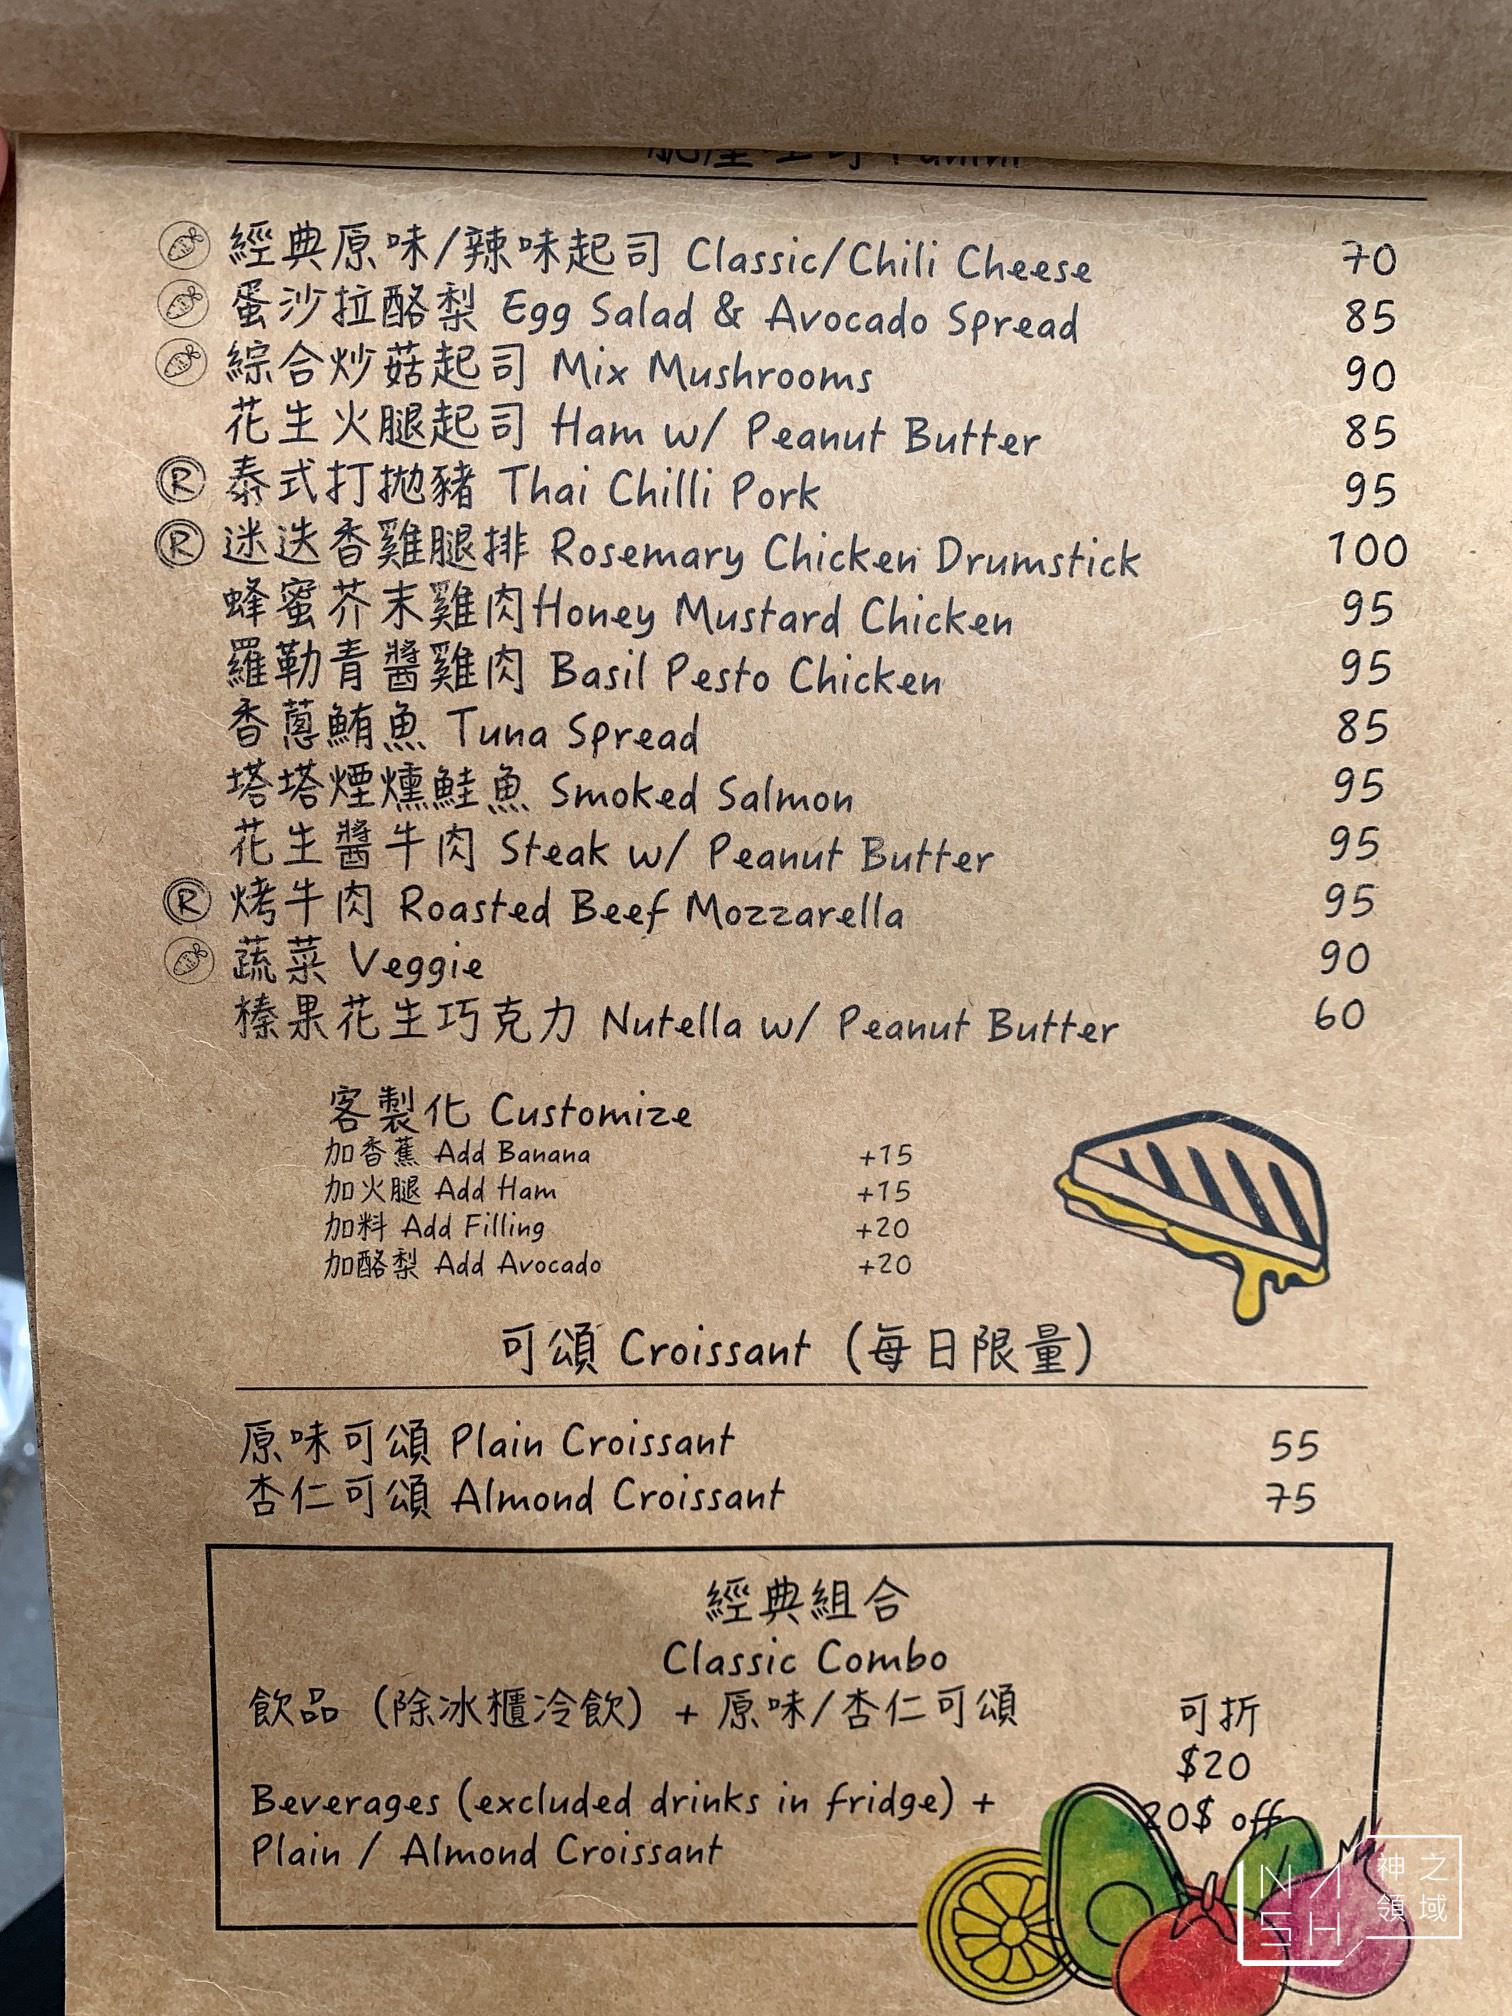 Panini
經典原味/辣味起司 Classic/Chili Cheese 70
蛋沙拉酪梨 Egg Salad & Avocado Spread 85
綜合炒菇起司 Mix Mushrooms 90
花生火腿起司 Ham w/ Peanut Butter 85
R 泰式打拋豬 Thai Chilli Pork 95
R 迷迭香雞腿排 Rosemary Chicken Drumstick 100
蜂蜜芥末雞肉Honey Mustard Chicken 95
羅勒青醬雞肉 Basil Pesto Chicken 95
香蔥鮪魚 Tuna Spread 85
塔塔煙燻鮭魚 Smoked Salmon 95
花生醬牛肉 Steak w/ Peanut Butter 95
R 烤牛肉 Roasted Beef Mozzarella 95
蔬菜 Veggie 90
榛果花生巧克力 Nutella w/ Peanut Butter 60
客製化 Customize
加香蕉 Add Banana +15
加火腿 Add Ham +15
加料 Add Filling +20
加酪梨 Add Avocado +20
可頌 Croissant (每日限量)
原味可頌 Plain Croissant 55
杏仁可頌 Almond Croissant 75
經典組合
Classic Combo
飲品 (除冰櫃冷飲) + 原味/杏仁可頌 可折
$20
Beverages (excluded drinks in fridge) + 20$ off
Plain / Almond Croissant
NASH 神之領域